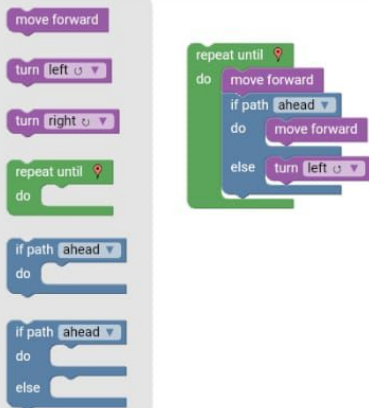 move forward
turn left ↺ ▼
turn right ↻ ▼
repeat until
do
if path ahead ▼
do
if path ahead ▼
do
else
repeat until
do move forward
if path ahead ▼
do move forward
else turn left ↺ ▼